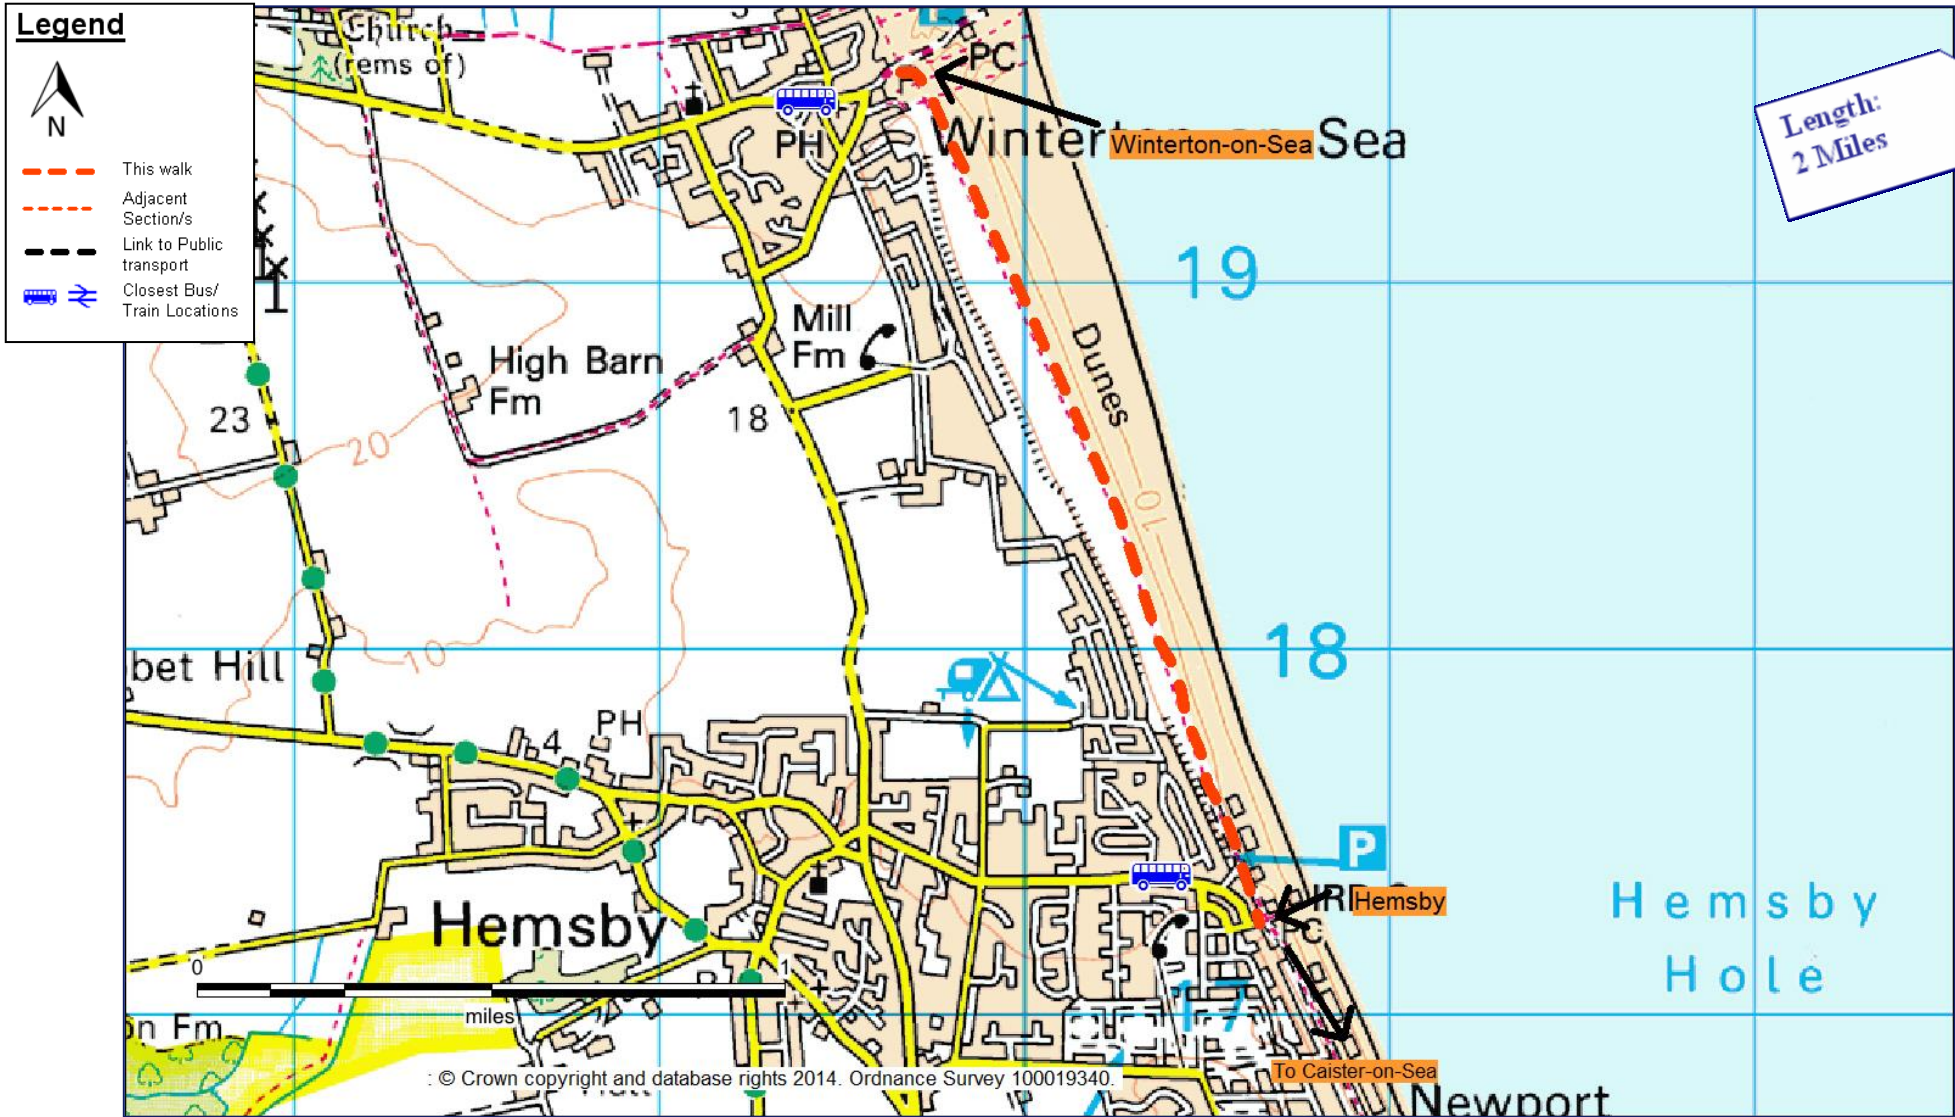 Legend
N
This walk
Adjacent
Section/s
Link to Public
transport
Closest Bus/
Train Locations
Length:
2 Miles
Church
(rems of)
PC
PH
Winterton-on-Sea
Sea
19
Mill
Fm
Dunes
High Barn
Fm
18
23
20
10
18
10
bet Hill
PH
4
P
Hemsby
Hemsby
Hemsby
Hole
17
0
1
miles
on Fm
To Caister-on-Sea
: © Crown copyright and database rights 2014. Ordnance Survey 100019340.
Newport